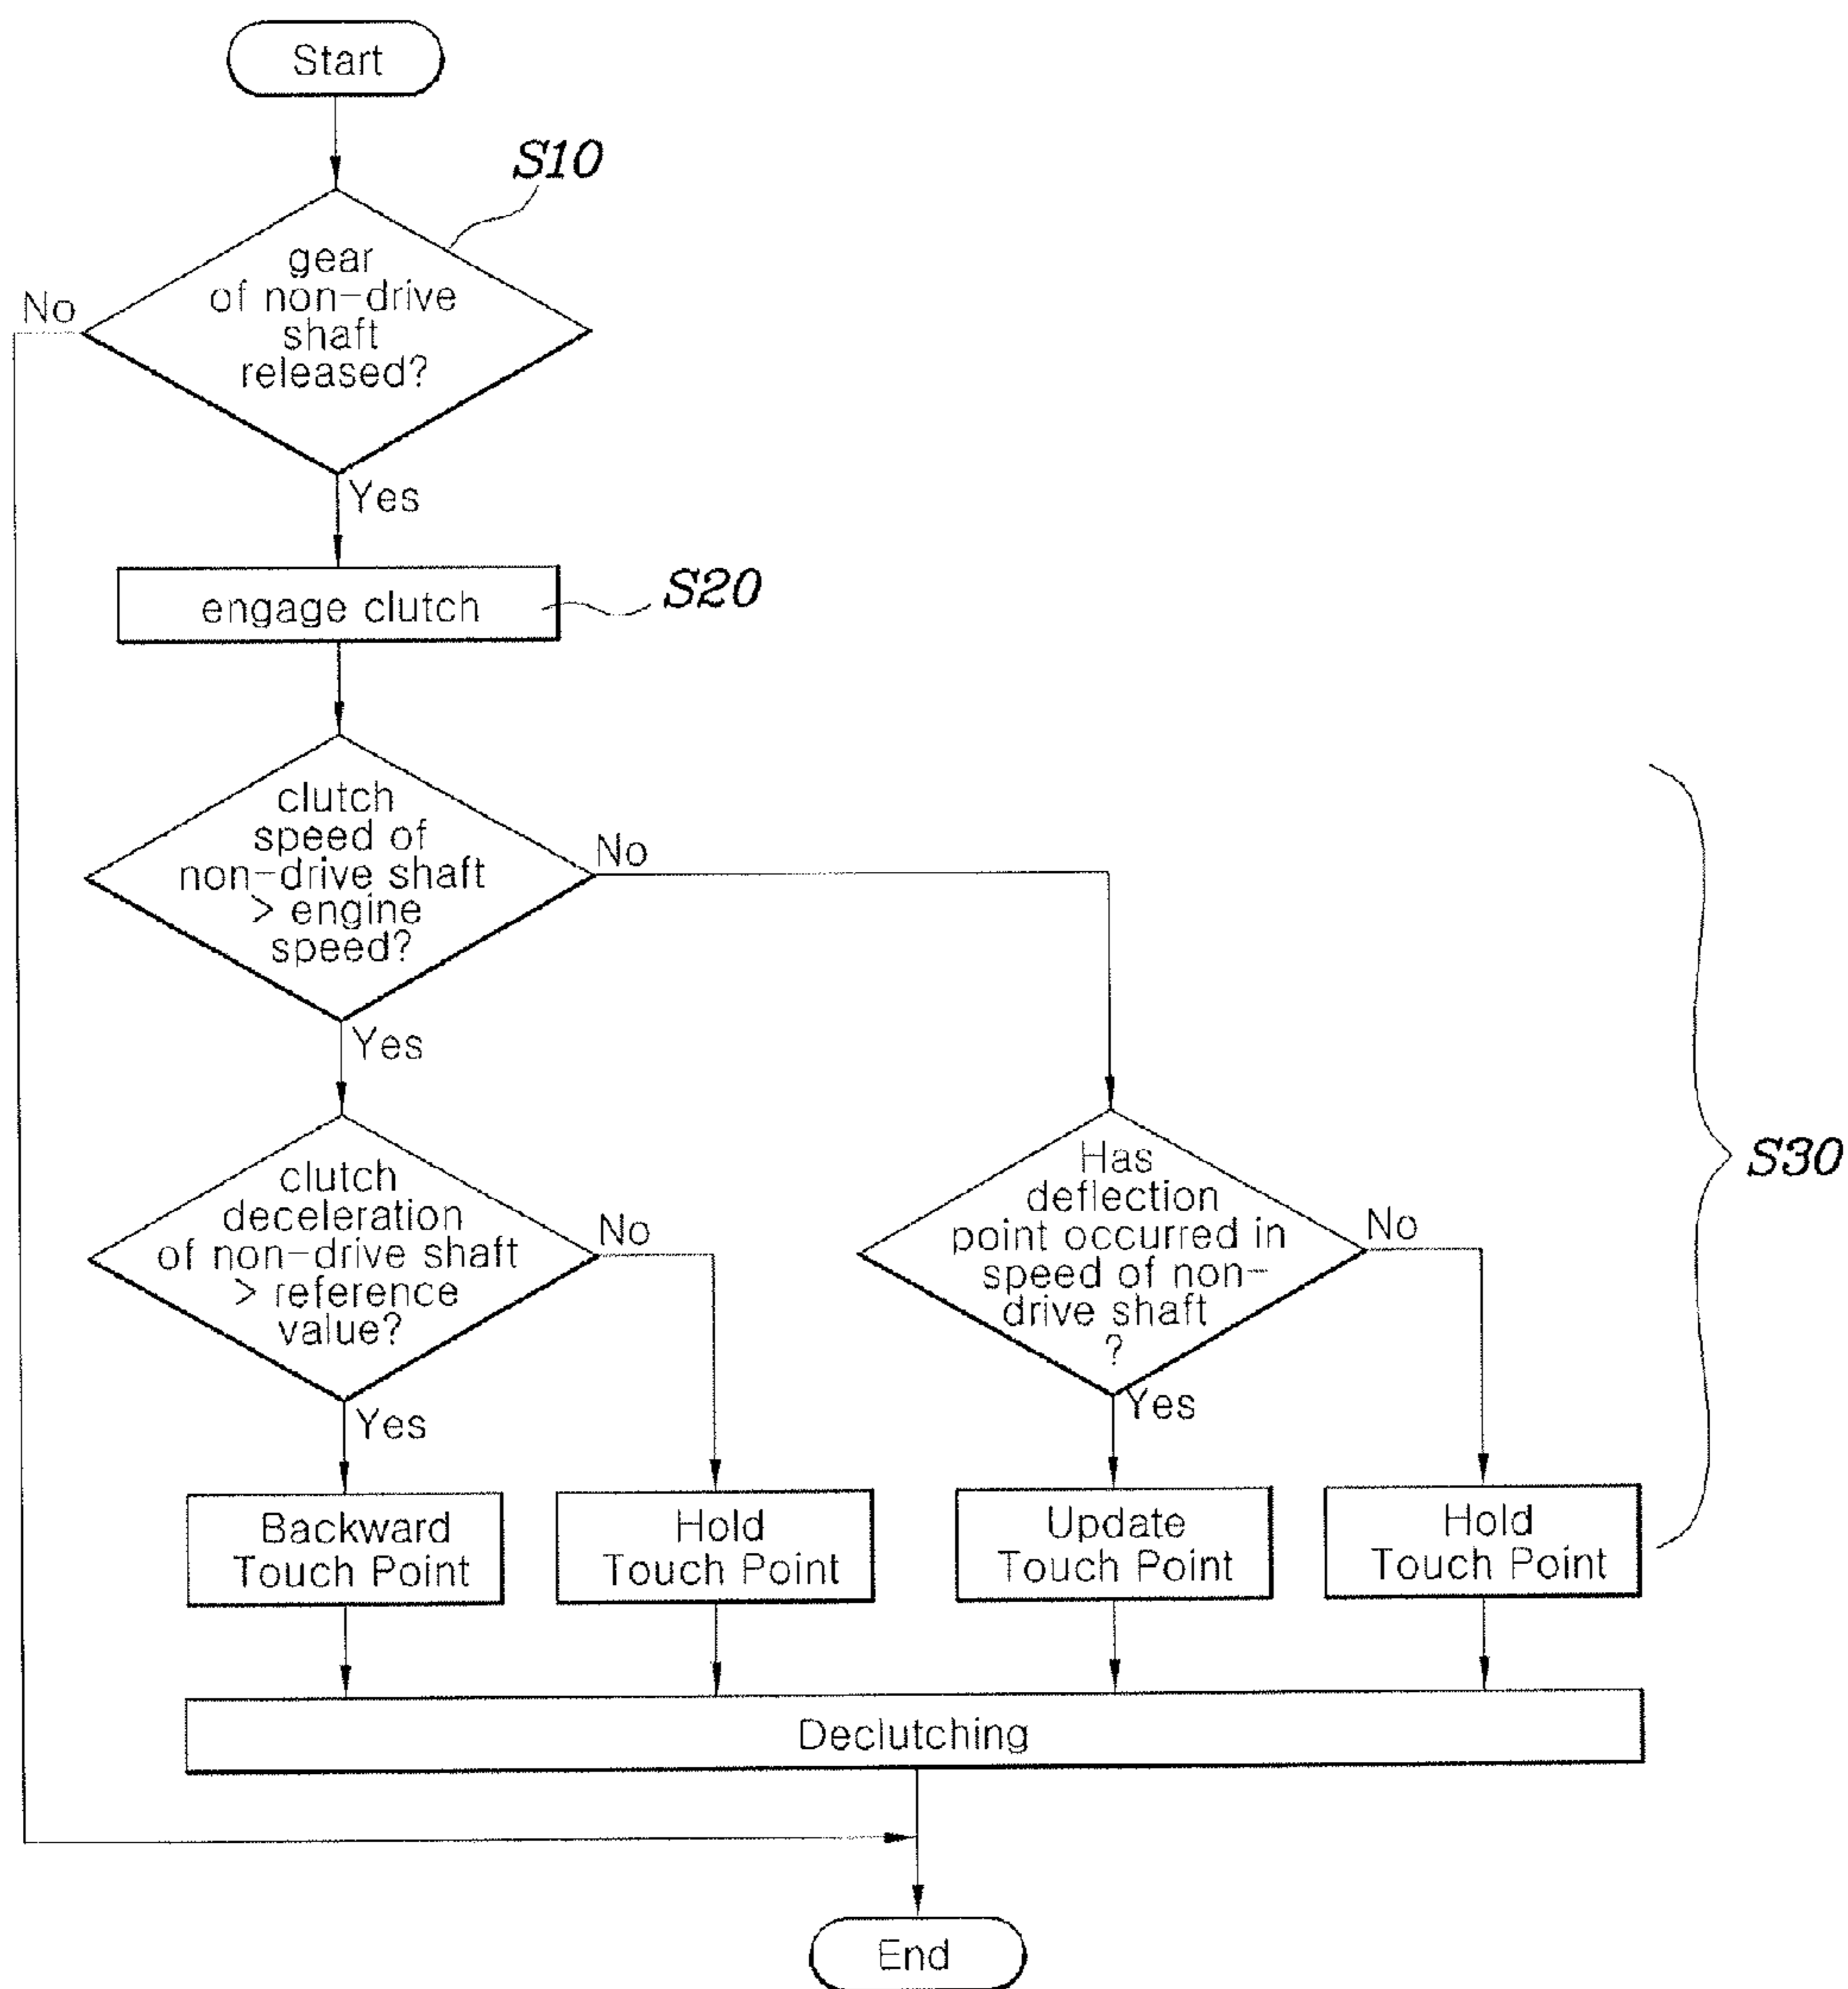 Start
S10
gear
of non-drive
shaft
released?
No
Yes
engage clutch
S20
clutch
speed of
non-drive shaft
> engine
speed?
No
Yes
clutch
deceleration
of non-drive shaft
> reference
value?
No
Yes
Has
deflection
point occurred in
speed of non-
drive shaft
?
No
Yes
S30
Backward
Touch Point
Hold
Touch Point
Update
Touch Point
Hold
Touch Point
Declutching
End